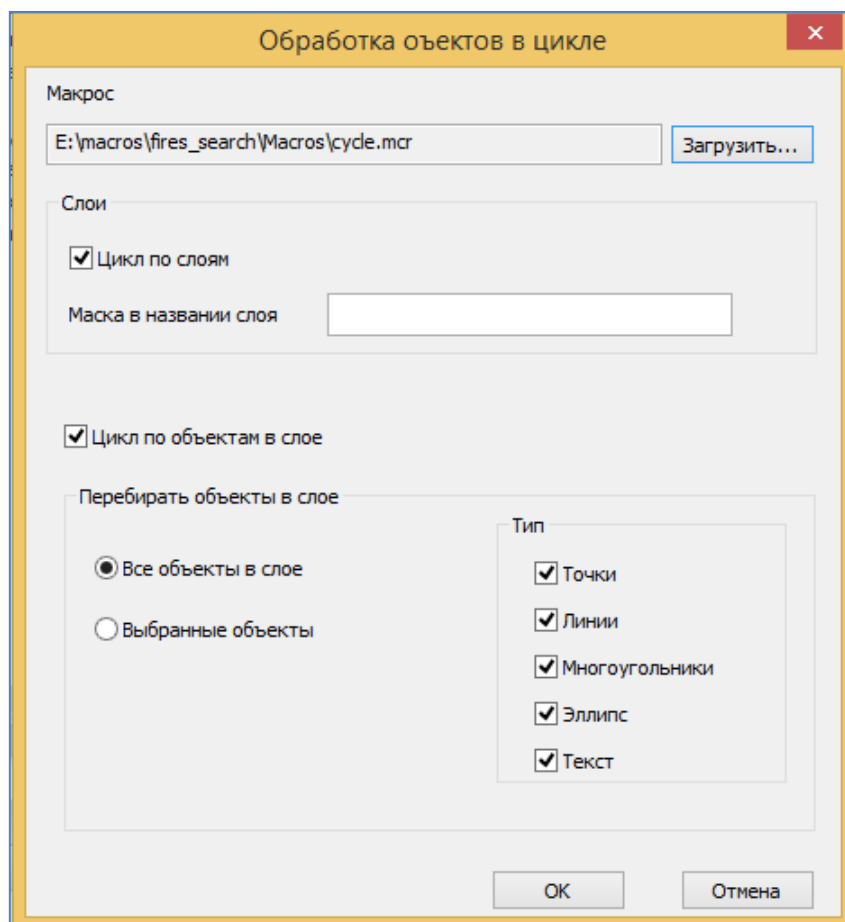 Обработка оъектов в цикле
Макрос
E:\macros\fires_search\Macros\cycle.mcr
Загрузить...
Слои
Цикл по слоям
Маска в названии слоя
Цикл по объектам в слое
Перебирать объекты в слое
Тип
Все объекты в слое
Точки
Линии
Выбранные объекты
Многоугольники
Эллипс
Текст
OK
Отмена